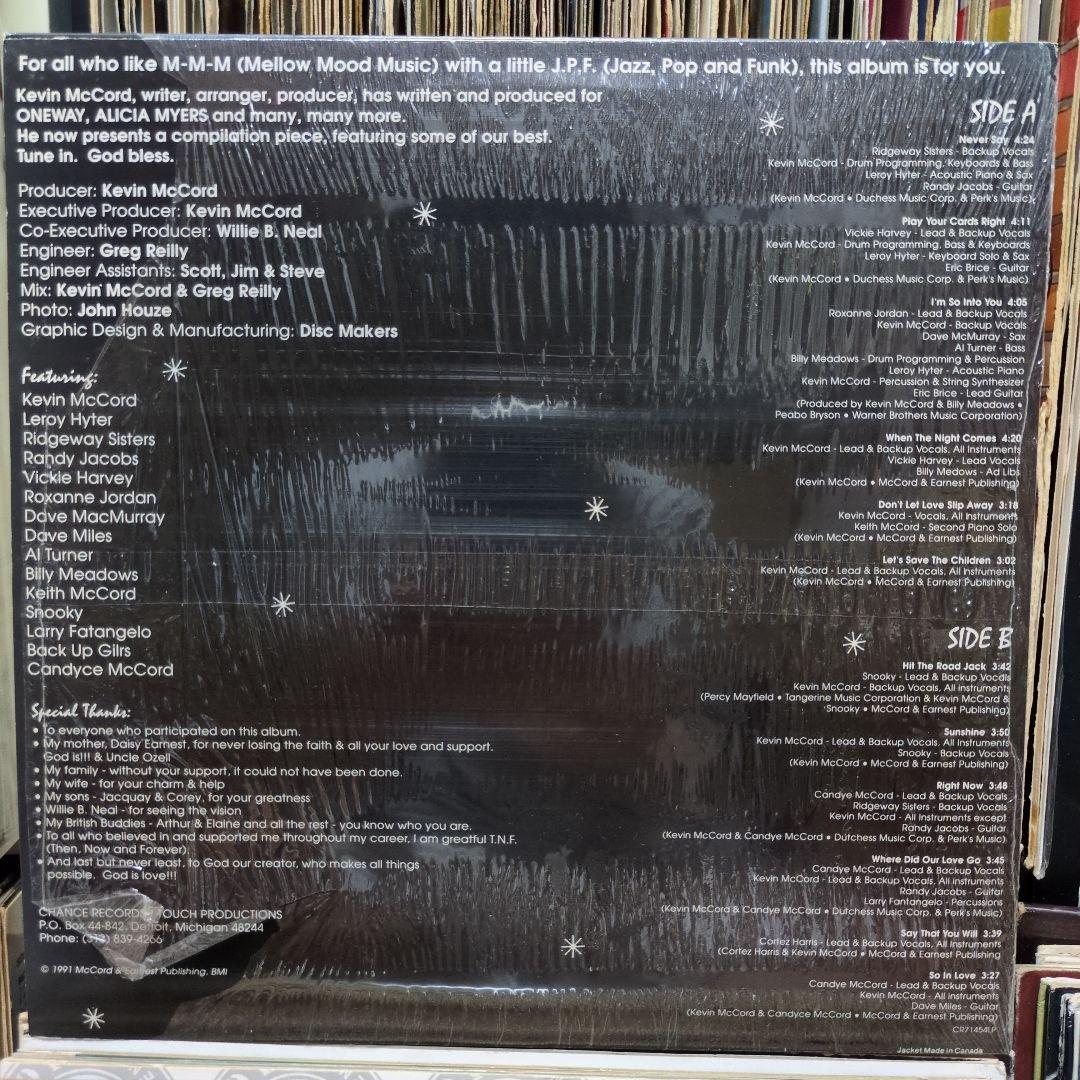 For all who like M-M-M (Mellow Mood Music) with a little J.P.F. (Jazz, Pop and Funk), this album is for you.
Kevin McCord, writer, arranger, producer, has written and produced for
ONEWAY, ALICIA MYERS and many, many more.
He now presents a compilation piece, featuring some of our best.
Tune in. God bless.
Producer: Kevin McCord
Executive Producer: Kevin McCord
Co-Executive Producer: Willie B. Neal
Engineer: Greg Reilly
Engineer Assistants: Scott, Jim & Steve
Mix: Kevin McCord & Greg Reilly
Photo: John Houze
Graphic Design & Manufacturing: Disc Makers
Featuring:
Kevin McCord
Leroy Hyter
Ridgeway Sisters
Randy Jacobs
Vickie Harvey
Roxanne Jordan
Dave MacMurray
Dave Miles
Al Turner
Billy Meadows
Keith McCord
Snooky
Larry Fatangelo
Back Up Gilrs
Candyce McCord
Special Thanks:
• To everyone who participated on this album.
• My mother, Daisy Earnest, for never losing the faith & all your love and support.
God is!!! & Uncle Ozell
• My family - without your support, it could not have been done.
• My wife - for your charm & help
• My sons - Jacquay & Corey, for your greatness
• Willie B. Neal - for seeing the vision
• My British Buddies - Arthur & Elaine and all the rest - you know who you are.
• To all who believed in and supported me throughout my career, I am greatful T.N.F.
(Then, Now and Forever).
• And last but never least, to God our creator, who makes all things
possible. God is love!!!
CHANCE RECORDS / TOUCH PRODUCTIONS
P.O. Box 44-842, Detroit, Michigan 48244
Phone: (313) 839-4266
© 1991 McCord & Earnest Publishing, BMI
SIDE A
Never Say 4:24
Ridgeway Sisters - Backup Vocals
Kevin McCord - Drum Programming, Keyboards & Bass
Leroy Hyter - Acoustic Piano & Sax
Randy Jacobs - Guitar
(Kevin McCord • Duchess Music Corp. & Perk's Music)
Play Your Cards Right 4:11
Vickie Harvey - Lead & Backup Vocals
Kevin McCord - Drum Programming, Bass & Keyboards
Leroy Hyter - Keyboard Solo & Sax
Eric Brice - Guitar
(Kevin McCord • Duchess Music Corp. & Perk's Music)
I'm So Into You 4:05
Roxanne Jordan - Lead & Backup Vocals
Kevin McCord - Backup Vocals
Dave McMurray - Sax
Al Turner - Bass
Billy Meadows - Drum Programming & Percussion
Leroy Hyter - Acoustic Piano
Kevin McCord - Percussion & String Synthesizer
Eric Brice - Lead Guitar
(Produced by Kevin McCord & Billy Meadows •
Peabo Bryson • Warner Brothers Music Corporation)
When The Night Comes 4:20
Kevin McCord - Lead & Backup Vocals, All Instruments
Vickie Harvey - Lead Vocals
Billy Medows - Ad Libs
(Kevin McCord • McCord & Earnest Publishing)
Don't Let Love Slip Away 3:18
Kevin McCord - Vocals, All Instruments
Keith McCord - Second Piano Solo
(Kevin McCord • McCord & Earnest Publishing)
Let's Save The Children 3:02
Kevin McCord - Lead & Backup Vocals, All Instruments
(Kevin McCord • McCord & Earnest Publishing)
SIDE B
Hit The Road Jack 3:42
Snooky - Lead & Backup Vocals
Kevin McCord - Backup Vocals, All Instruments
(Percy Mayfield • Tangerine Music Corporation & Kevin McCord &
Snooky • McCord & Earnest Publishing)
Sunshine 3:50
Kevin McCord - Lead & Backup Vocals, All Instruments
Snooky - Backup Vocals
(Kevin McCord • McCord & Earnest Publishing)
Right Now 3:48
Candye McCord - Lead & Backup Vocals
Ridgeway Sisters - Backup Vocals
Kevin McCord - All Instruments except
Randy Jacobs - Guitar
(Kevin McCord & Candye McCord • Dutchess Music Corp. & Perk's Music)
Where Did Our Love Go 3:45
Candye McCord - Lead & Backup Vocals
Kevin McCord - Lead & Backup Vocals, All Instruments
Randy Jacobs - Guitar
Larry Fantangelo - Percussions
(Kevin McCord & Candye McCord • Dutchess Music Corp. & Perk's Music)
Say That You Will 3:39
Cortez Harris - Lead & Backup Vocals, All Instruments
(Cortez Harris & Kevin McCord • McCord & Earnest Publishing)
So In Love 3:27
Candye McCord - Lead & Backup Vocals
Kevin McCord - All Instruments
Dave Miles - Guitar
(Kevin McCord & Candyce McCord • McCord & Earnest Publishing)
CR71454LP
Jacket Made in Canada